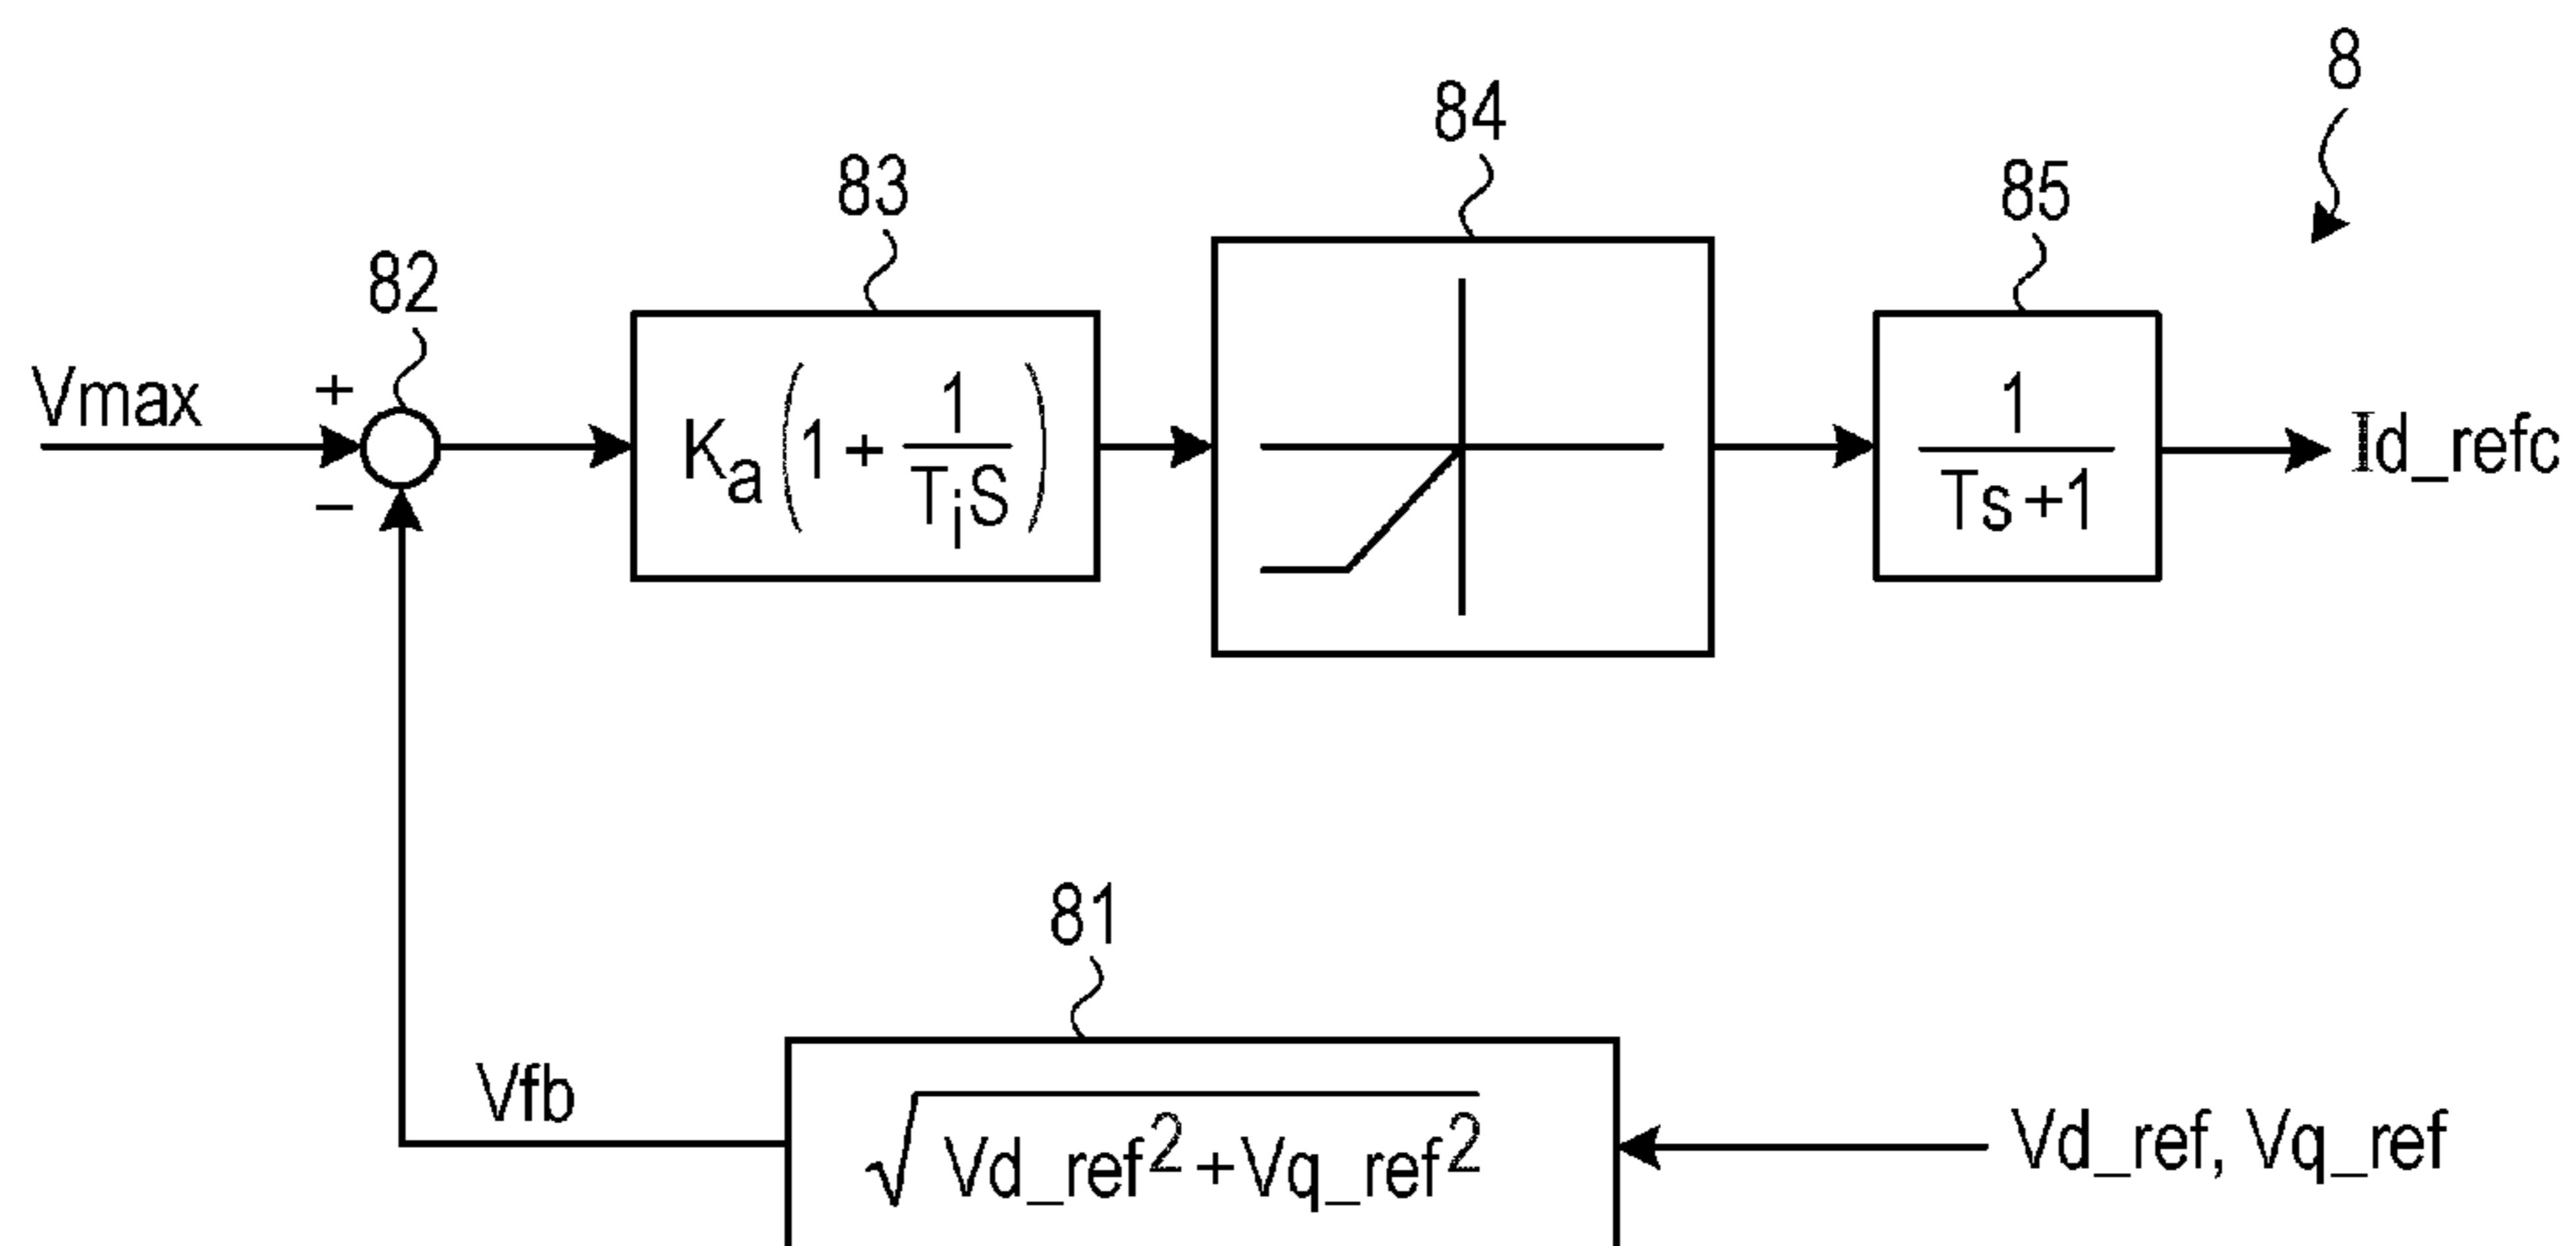 8
84
83
85
82
Vmax
+
−
Ka(1+1/TiS)
1/Ts+1
Id_refc
81
Vfb
√Vd_ref²+Vq_ref²
Vd_ref, Vq_ref